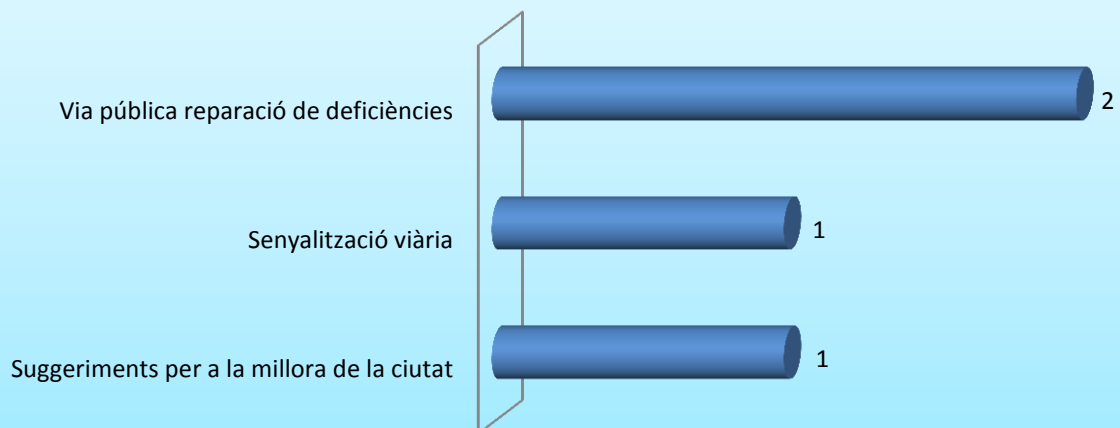 Via pública reparació de deficiències
2
Senyalització viària
1
Suggeriments per a la millora de la ciutat
1